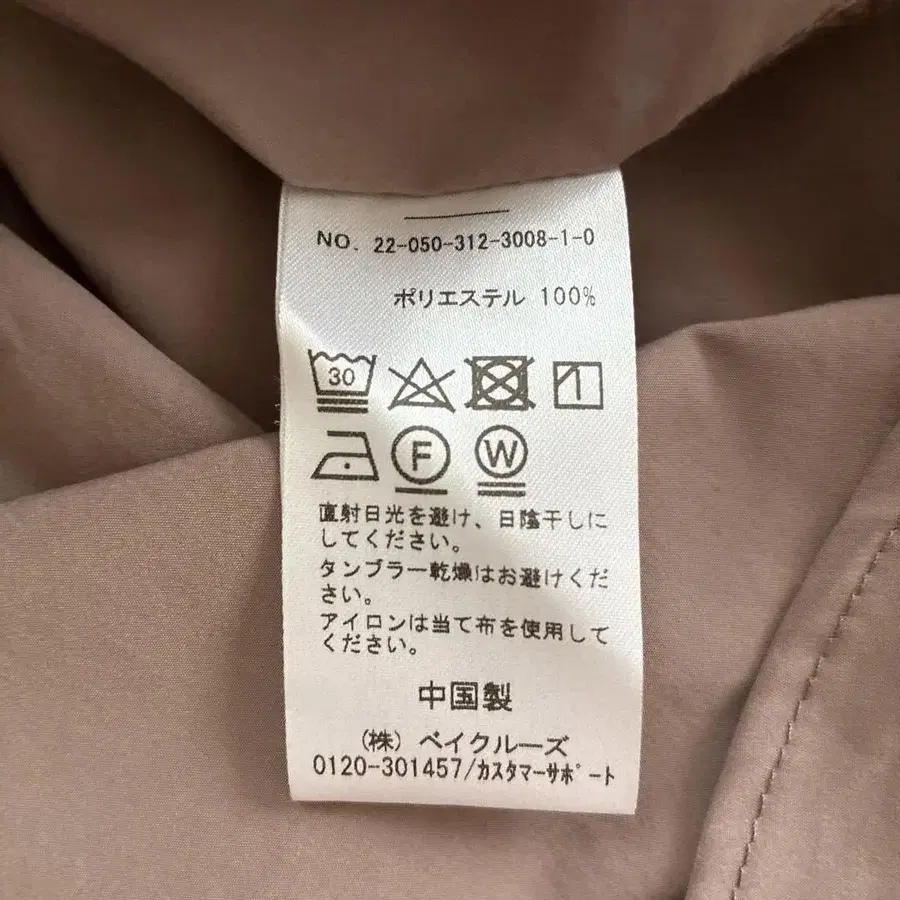 NO. 22-050-312-3008-1-0
ポリエステル 100%
30
F W
直射日光を避け、日陰干しに
してください。
タンブラー乾燥はお避けくだ
さい。
アイロンは当て布を使用して
ください。
中国製
(株) ベイクルーズ
0120-301457/カスタマーサポート